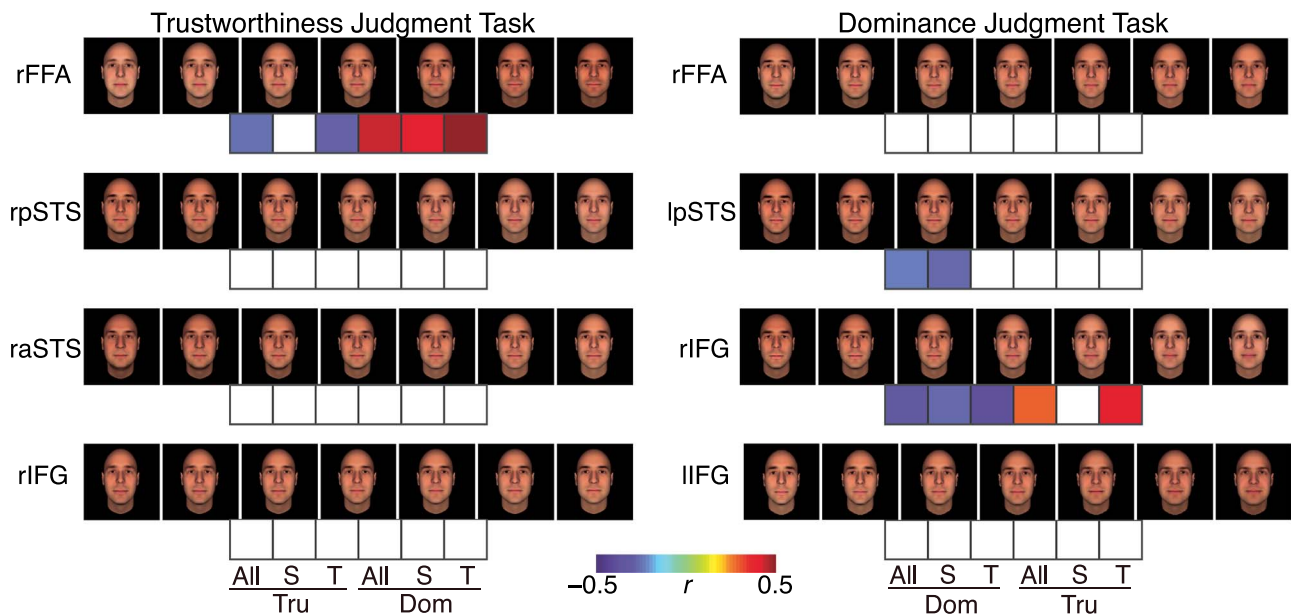 Trustworthiness Judgment Task
Dominance Judgment Task
rFFA
rFFA
rpSTS
lpSTS
raSTS
rIFG
rIFG
lIFG
All S T All S T
Tru Dom
−0.5 r 0.5
All S T All S T
Dom Tru